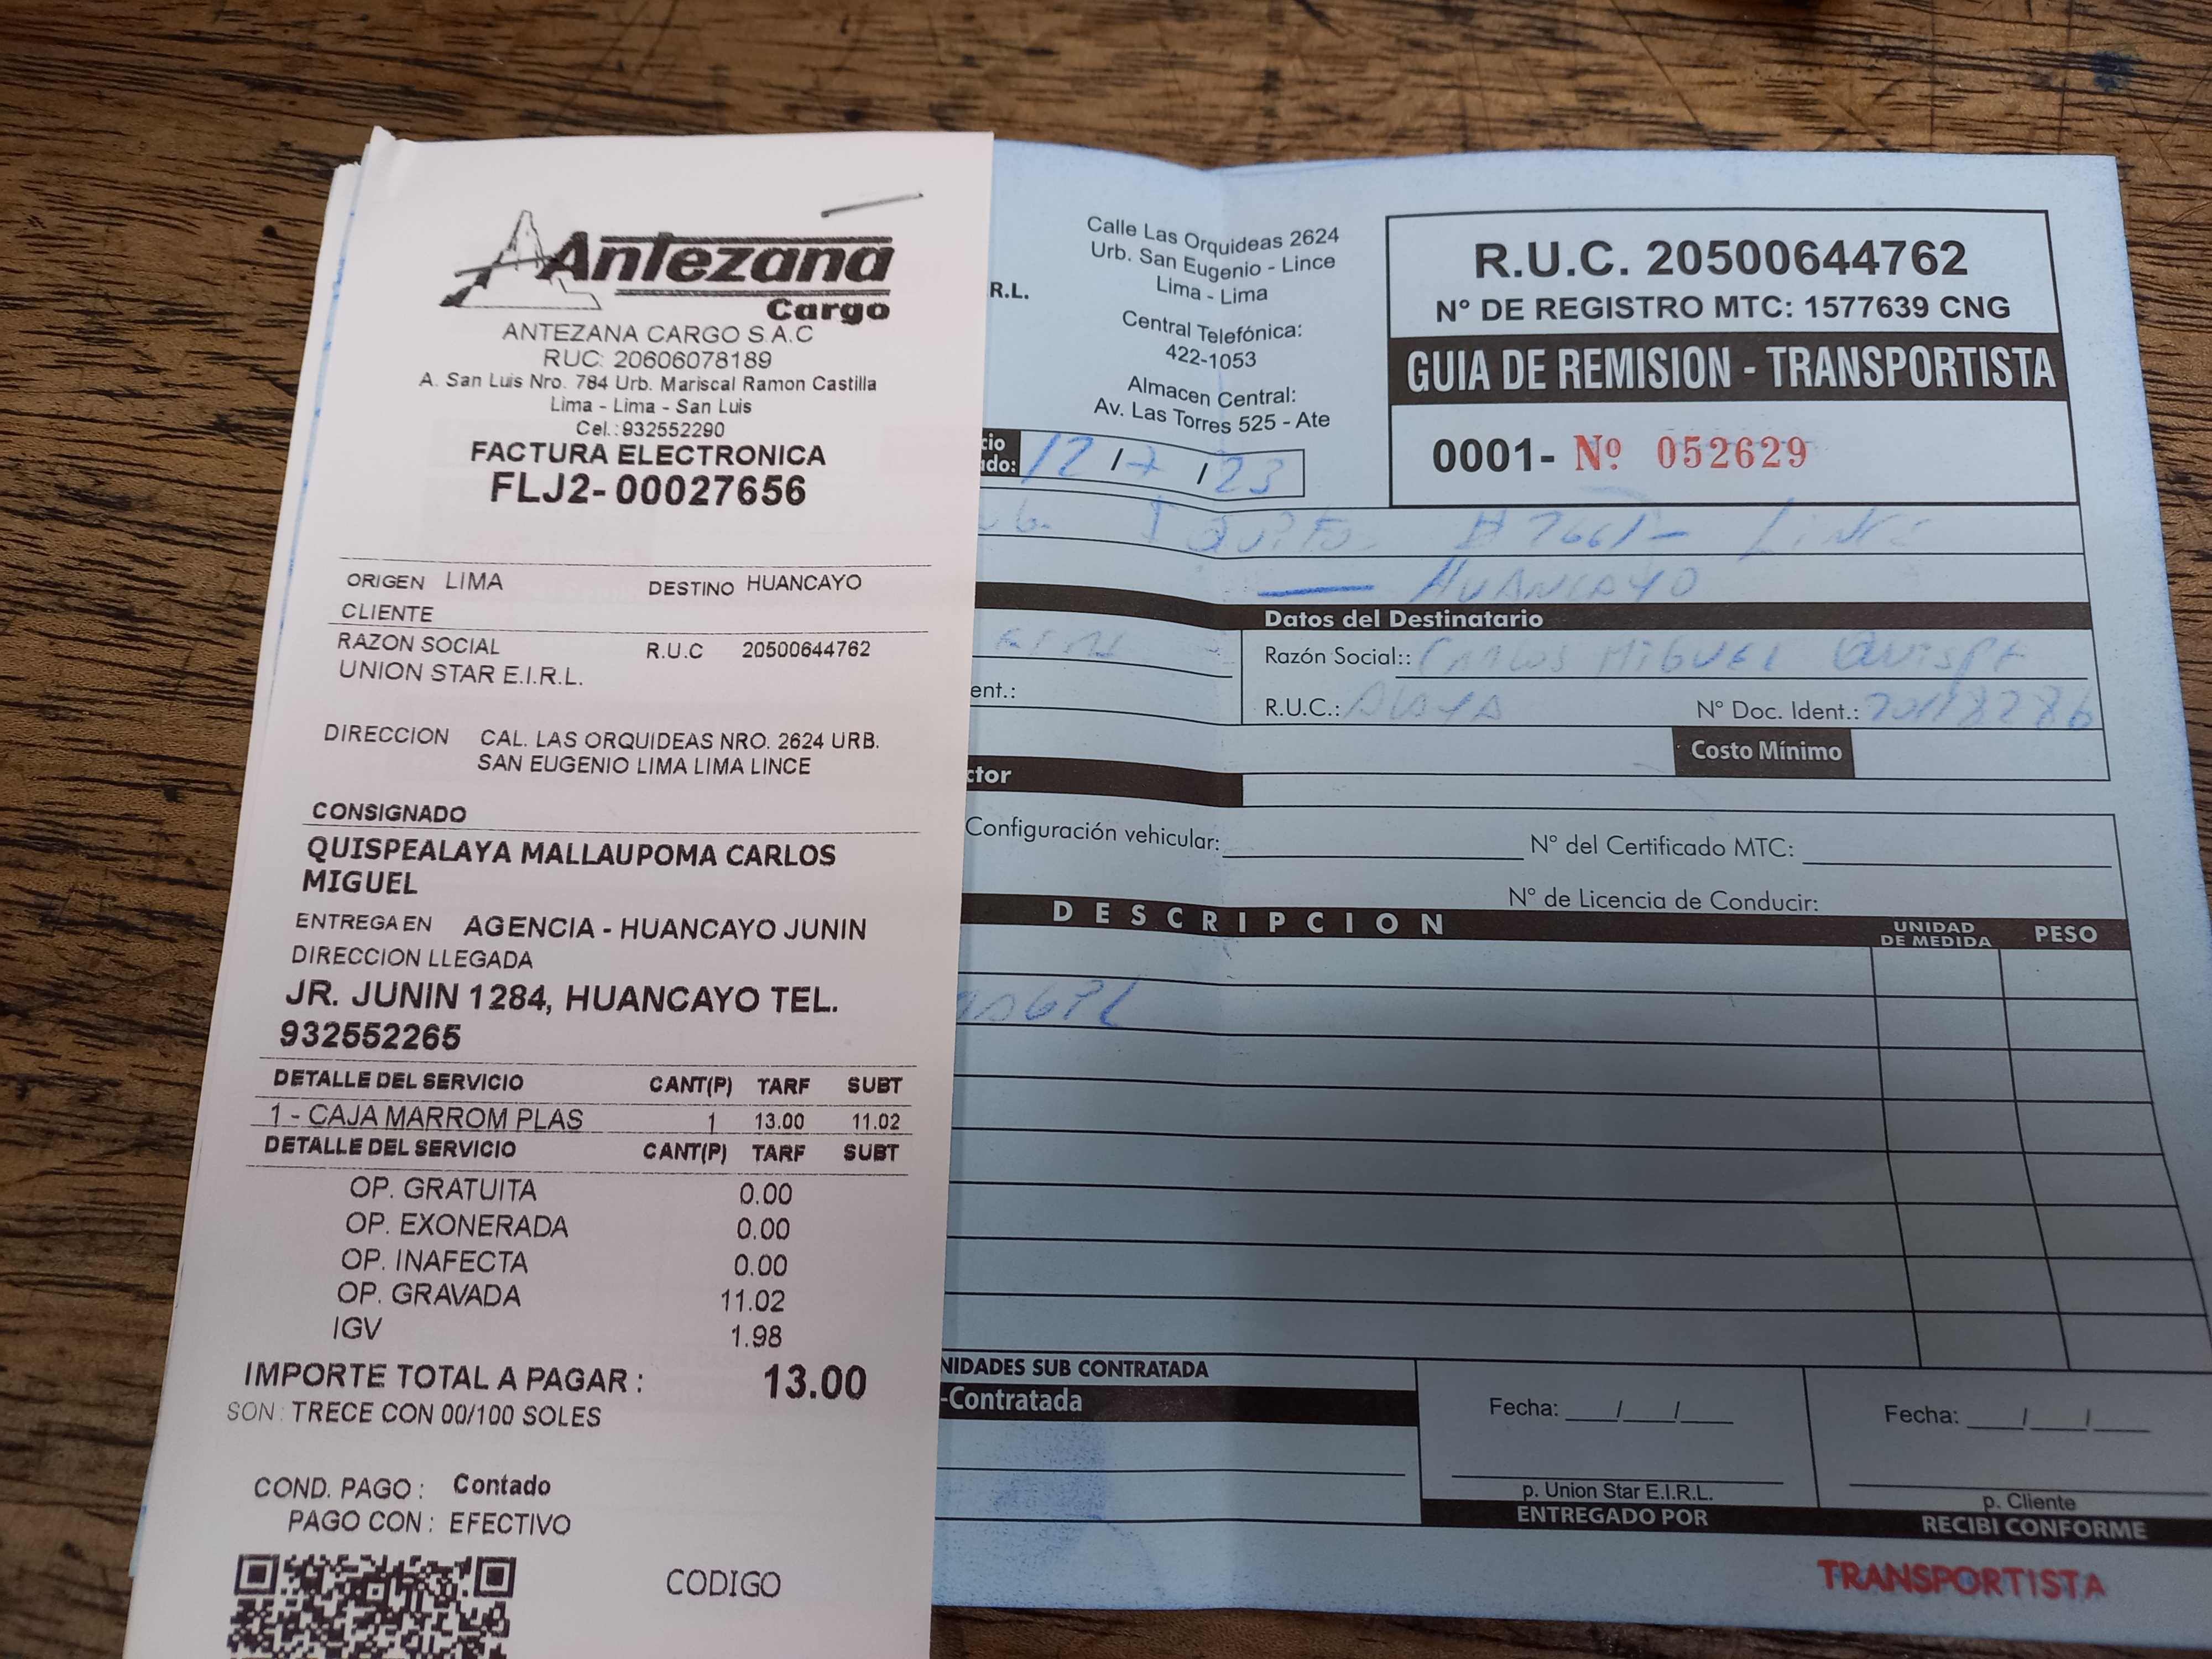 Antezana
Cargo
ANTEZANA CARGO S.A.C
RUC: 20606078189
A. San Luis Nro. 784 Urb. Mariscal Ramon Castilla
Lima - Lima - San Luis
Cel.:932552290
FACTURA ELECTRONICA
FLJ2-00027656
ORIGEN LIMA DESTINO HUANCAYO
CLIENTE
RAZON SOCIAL R.U.C 20500644762
UNION STAR E.I.R.L.
DIRECCION CAL. LAS ORQUIDEAS NRO. 2624 URB.
SAN EUGENIO LIMA LIMA LINCE
CONSIGNADO
QUISPEALAYA MALLAUPOMA CARLOS
MIGUEL
ENTREGA EN AGENCIA - HUANCAYO JUNIN
DIRECCION LLEGADA
JR. JUNIN 1284, HUANCAYO TEL.
932552265
DETALLE DEL SERVICIO CANT(P) TARF SUBT
1 - CAJA MARROM PLAS 1 13.00 11.02
DETALLE DEL SERVICIO CANT(P) TARF SUBT
OP. GRATUITA 0.00
OP. EXONERADA 0.00
OP. INAFECTA 0.00
OP. GRAVADA 11.02
IGV 1.98
IMPORTE TOTAL A PAGAR : 13.00
SON: TRECE CON 00/100 SOLES
COND. PAGO : Contado
PAGO CON : EFECTIVO
CODIGO
R.L.
Calle Las Orquideas 2624
Urb. San Eugenio - Lince
Lima - Lima
Central Telefónica:
422-1053
Almacen Central:
Av. Las Torres 525 - Ate
R.U.C. 20500644762
N° DE REGISTRO MTC: 1577639 CNG
GUIA DE REMISION - TRANSPORTISTA
0001- Nº 052629
cio
ado: 12 / 7 / 23
HUANCAYO
Datos del Destinatario
Razón Social:: CARLOS MIGUEL QUISPE
ent.:
R.U.C.: ALAYA N° Doc. Ident.:
Costo Mínimo
ctor
Configuración vehicular: N° del Certificado MTC:
N° de Licencia de Conducir:
DESCRIPCION UNIDAD DE MEDIDA PESO
NIDADES SUB CONTRATADA
-Contratada
Fecha: / / Fecha: / /
p. Union Star E.I.R.L. p. Cliente
ENTREGADO POR RECIBI CONFORME
TRANSPORTISTA